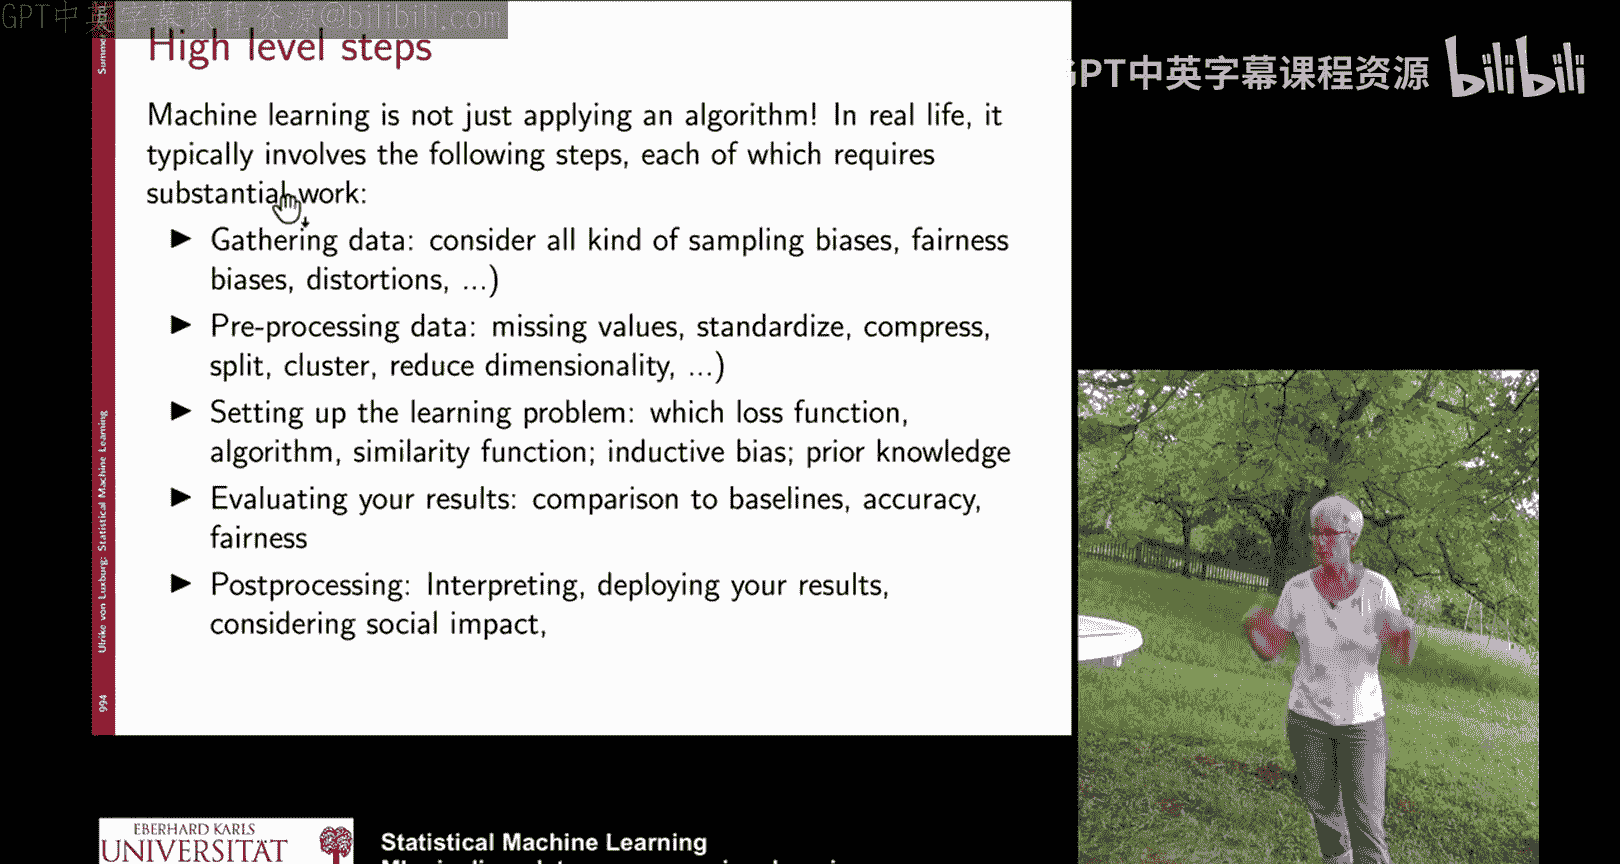 GPT中英字幕课程资源@bilibili.com
GPT中英字幕课程资源 bilibili
High level steps
Machine learning is not just applying an algorithm! In real life, it
typically involves the following steps, each of which requires
substantial work:
▶ Gathering data: consider all kind of sampling biases, fairness
biases, distortions, ...)
▶ Pre-processing data: missing values, standardize, compress,
split, cluster, reduce dimensionality, ...)
▶ Setting up the learning problem: which loss function,
algorithm, similarity function; inductive bias; prior knowledge
▶ Evaluating your results: comparison to baselines, accuracy,
fairness
▶ Postprocessing: Interpreting, deploying your results,
considering social impact,
Ulrike von Luxburg: Statistical Machine Learning
994
EBERHARD KARLS
UNIVERSITÄT
Statistical Machine Learning